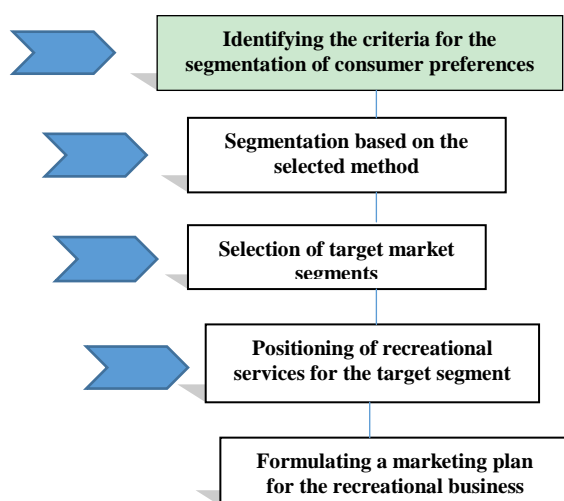 Identifying the criteria for the
segmentation of consumer preferences
Segmentation based on the
selected method
Selection of target market
segments
Positioning of recreational
services for the target segment
Formulating a marketing plan
for the recreational business